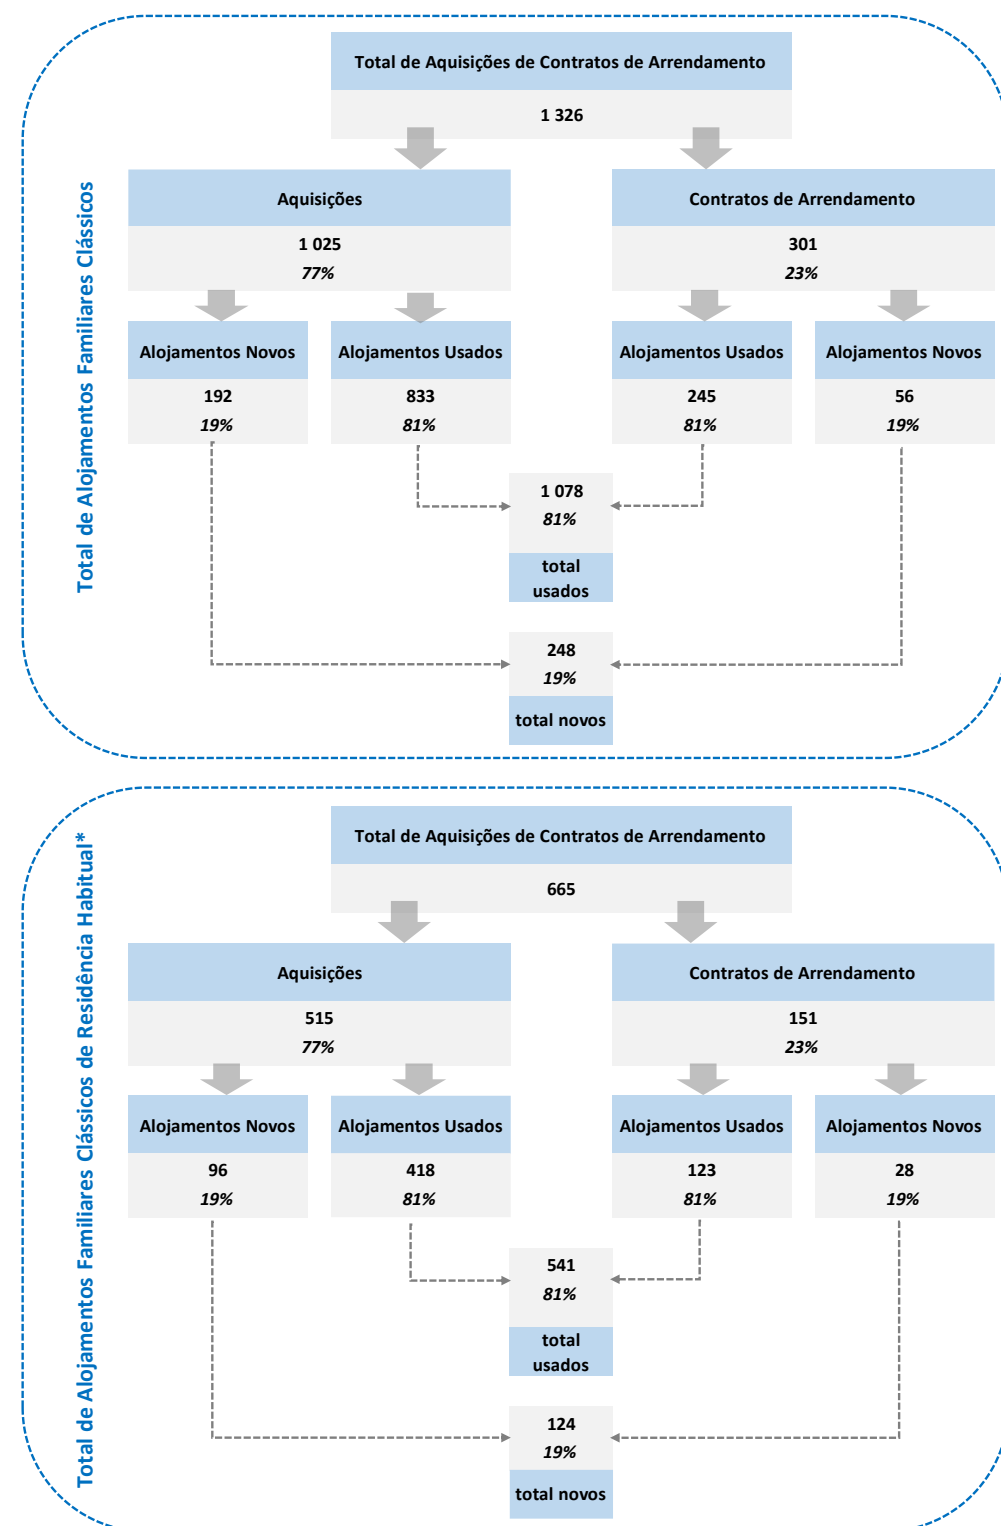 Total de Alojamentos Familiares Clássicos
Total de Aquisições de Contratos de Arrendamento
1 326
Aquisições
1 025
77%
Contratos de Arrendamento
301
23%
Alojamentos Novos
192
19%
Alojamentos Usados
833
81%
Alojamentos Usados
245
81%
Alojamentos Novos
56
19%
1 078
81%
total
usados
248
19%
total novos
Total de Alojamentos Familiares Clássicos de Residência Habitual*
Total de Aquisições de Contratos de Arrendamento
665
Aquisições
515
77%
Contratos de Arrendamento
151
23%
Alojamentos Novos
96
19%
Alojamentos Usados
418
81%
Alojamentos Usados
123
81%
Alojamentos Novos
28
19%
541
81%
total
usados
124
19%
total novos